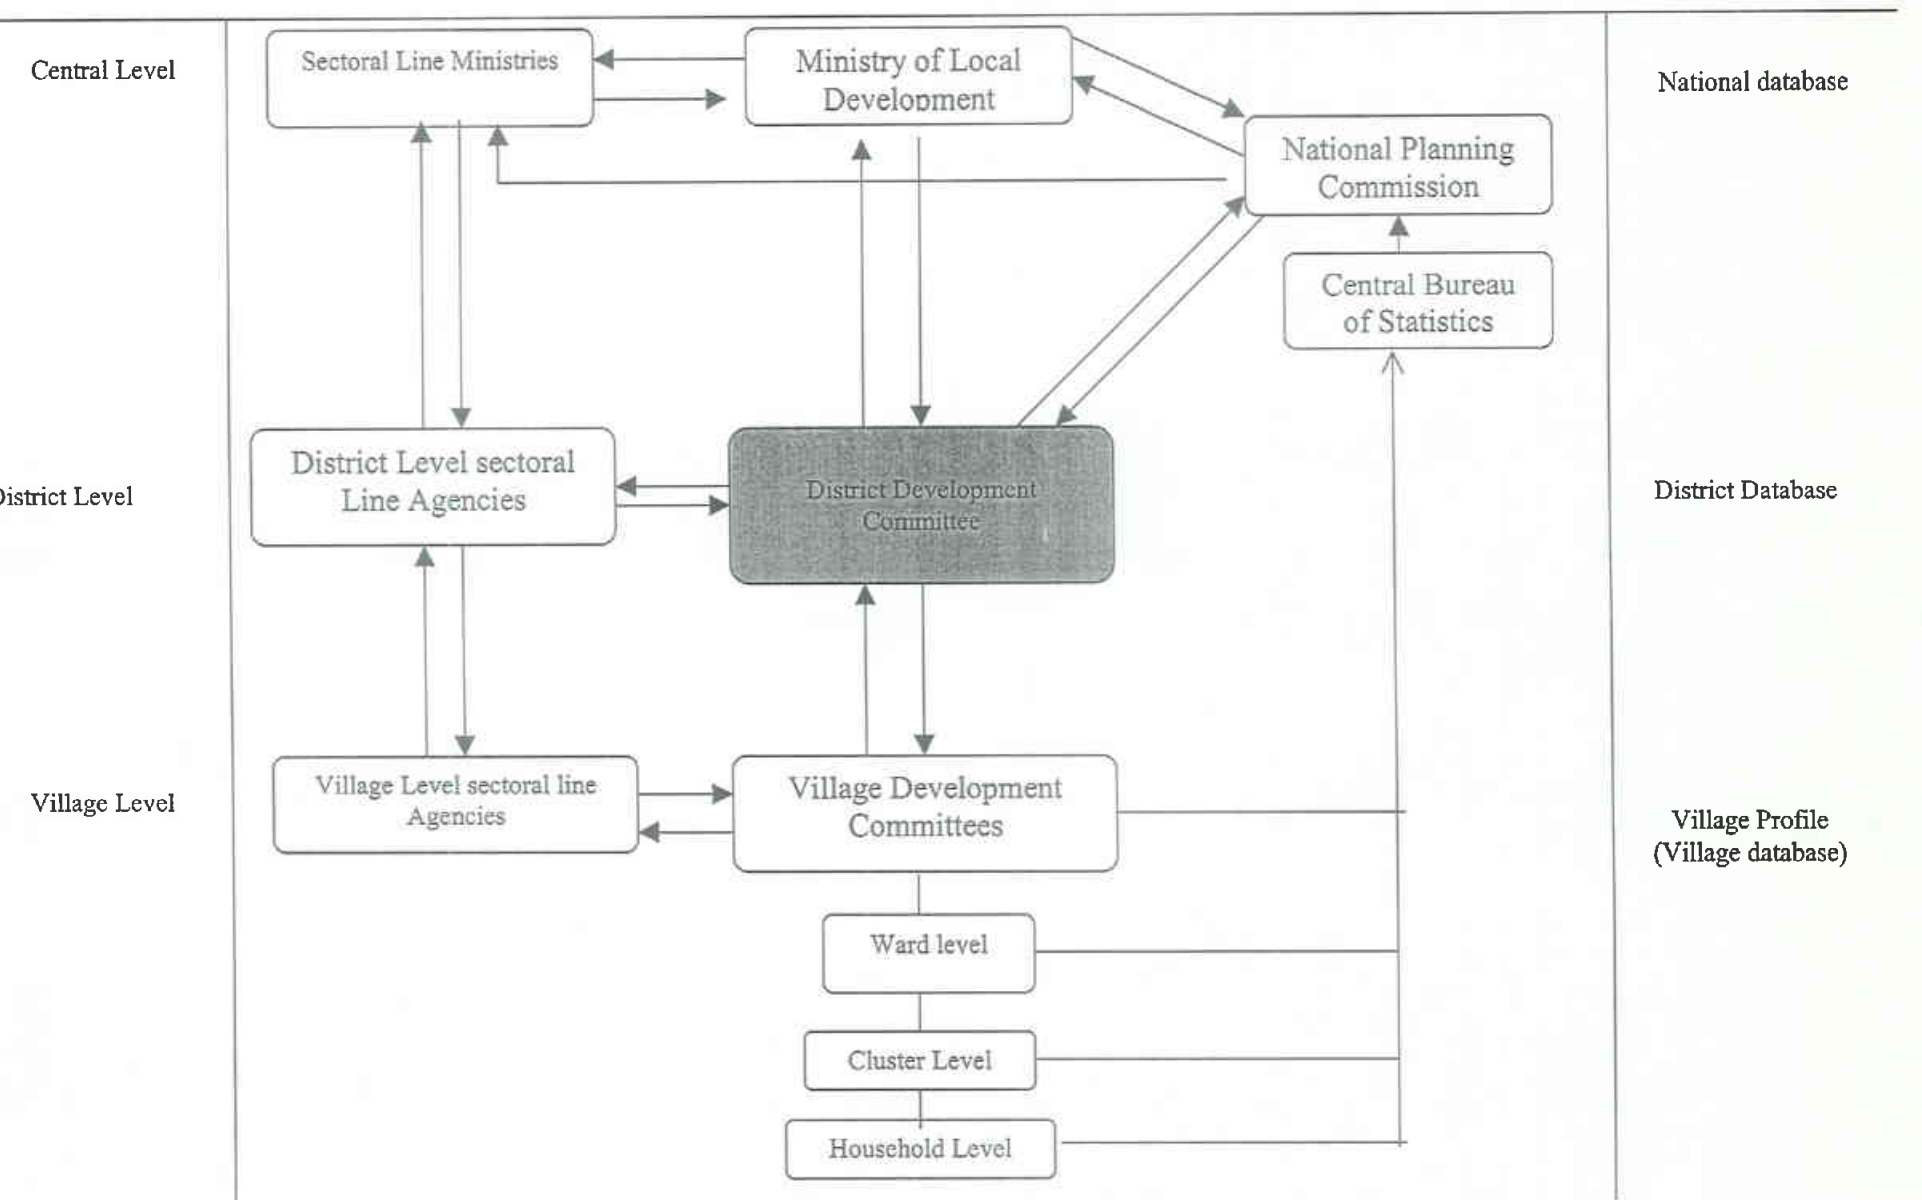 Central Level
Sectoral Line Ministries
Ministry of Local
Development
National database
National Planning
Commission
Central Bureau
of Statistics
District Level
District Level sectoral
Line Agencies
District Development
Committee
District Database
Village Level
Village Level sectoral line
Agencies
Village Development
Committees
Village Profile
(Village database)
Ward level
Cluster Level
Household Level